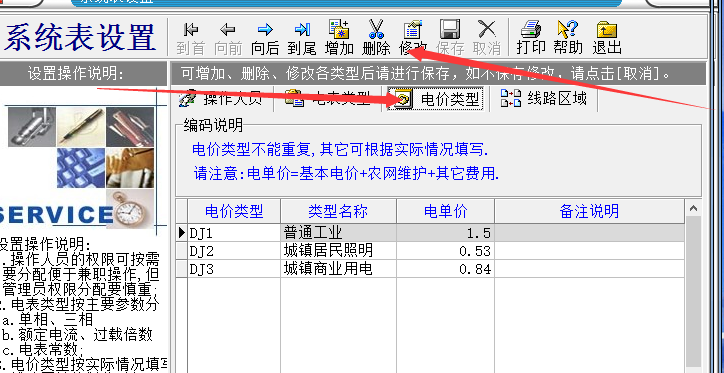 系统表设置
系统表设置
到首 向前 向后 到尾 增加 删除 修改 保存 取消 打印 帮助 退出
设置操作说明:
可增加、删除、修改各类型后请进行保存，如不保存修改，请点击[取消]。
操作人员 电表类型 电价类型 线路区域
编码说明
电价类型不能重复,其它可根据实际情况填写.
请注意:电单价=基本电价+农网维护+其它费用.
电价类型 类型名称 电单价 备注说明
DJ1 普通工业 1.5
DJ2 城镇居民照明 0.53
DJ3 城镇商业用电 0.84
SERVICE
设置操作说明:
.操作人员的权限可按需
要分配便于兼职操作,但
管理员权限分配要慎重;
.电表类型按主要参数分
a.单相、三相
b.额定电流、过载倍数
c.电表常数;
.电价类型按实际情况填写